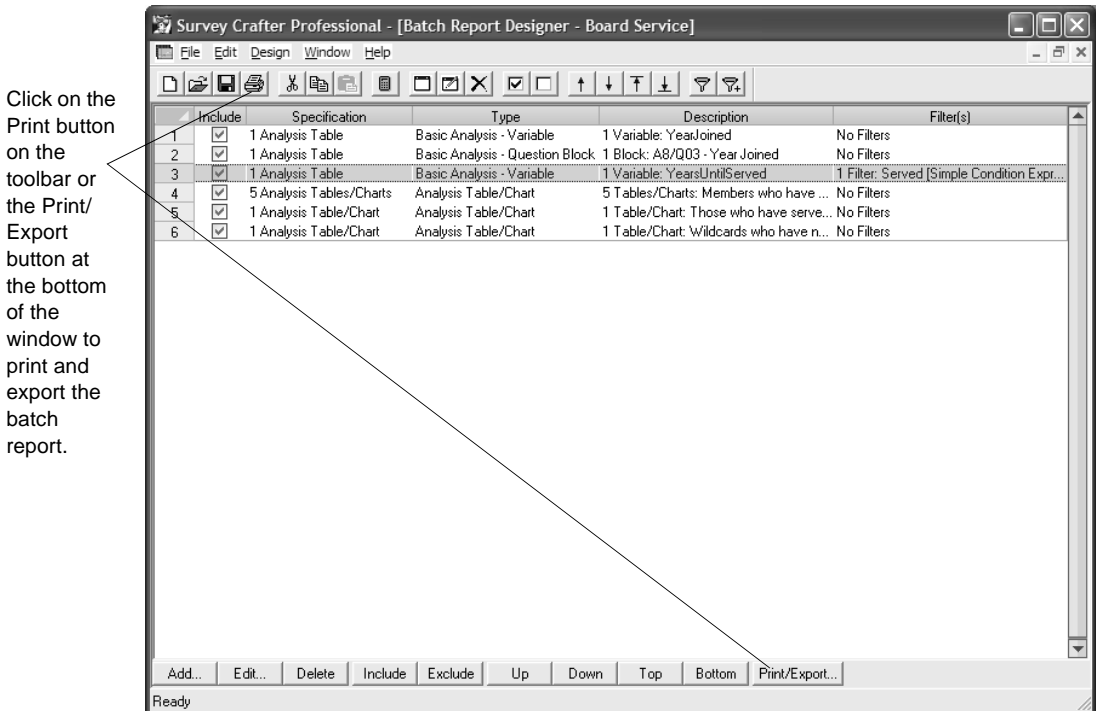 Survey Crafter Professional - [Batch Report Designer - Board Service]
File Edit Design Window Help
Click on the
Print button
on the
toolbar or
the Print/
Export
button at
the bottom
of the
window to
print and
export the
batch
report.
Include Specification Type Description Filter(s)
1 1 Analysis Table Basic Analysis - Variable 1 Variable: YearJoined No Filters
2 1 Analysis Table Basic Analysis - Question Block 1 Block: A8/Q03 - Year Joined No Filters
3 1 Analysis Table Basic Analysis - Variable 1 Variable: YearsUntilServed 1 Filter: Served [Simple Condition Expr...
4 5 Analysis Tables/Charts Analysis Table/Chart 5 Tables/Charts: Members who have ... No Filters
5 1 Analysis Table/Chart Analysis Table/Chart 1 Table/Chart: Those who have serve... No Filters
6 1 Analysis Table/Chart Analysis Table/Chart 1 Table/Chart: Wildcards who have n... No Filters
Add... Edit... Delete Include Exclude Up Down Top Bottom Print/Export...
Ready